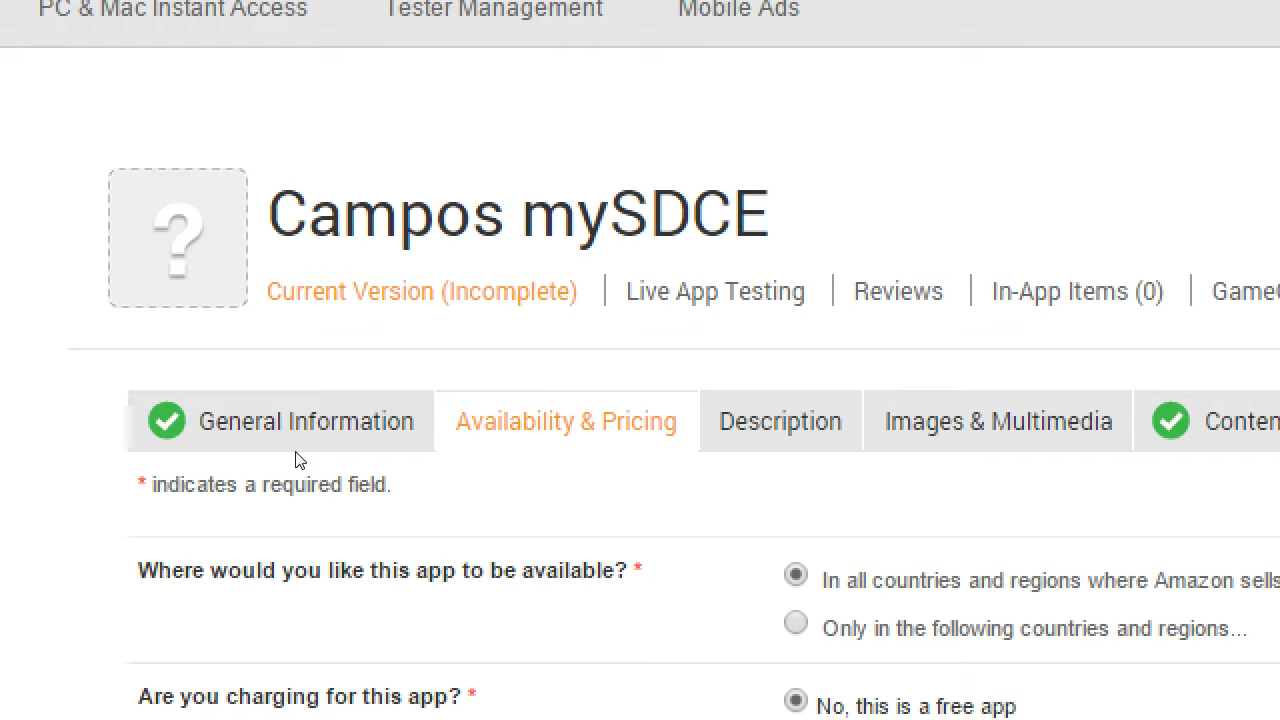 PC & Mac Instant Access Tester Management Mobile Ads
?
Campos mySDCE
Current Version (Incomplete) Live App Testing Reviews In-App Items (0)
General Information Availability & Pricing Description Images & Multimedia
* indicates a required field.
Where would you like this app to be available? * In all countries and regions where Amazon sells
Only in the following countries and regions...
Are you charging for this app? * No, this is a free app